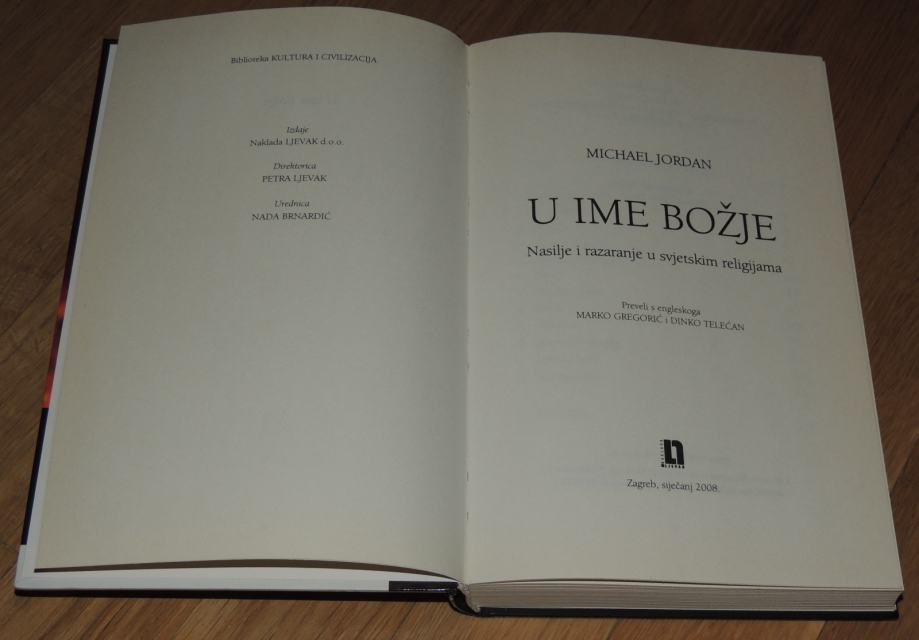 Biblioteka KULTURA I CIVILIZACIJA
Izdaje
Naklada LJEVAK d.o.o.
Direktorica
PETRA LJEVAK
Urednica
NADA BRNARDIĆ
MICHAEL JORDAN
U IME BOŽJE
Nasilje i razaranje u svjetskim religijama
Preveli s engleskoga
MARKO GREGORIĆ i DINKO TELEĆAN
LJEVAK
Zagreb, siječanj 2008.